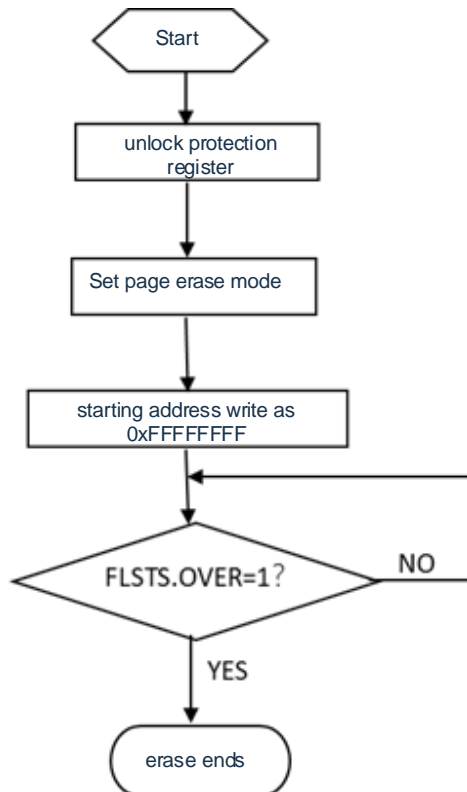 Start
unlock protection
register
Set page erase mode
starting address write as
0xFFFFFFFF
FLSTS.OVER=1?
NO
YES
erase ends